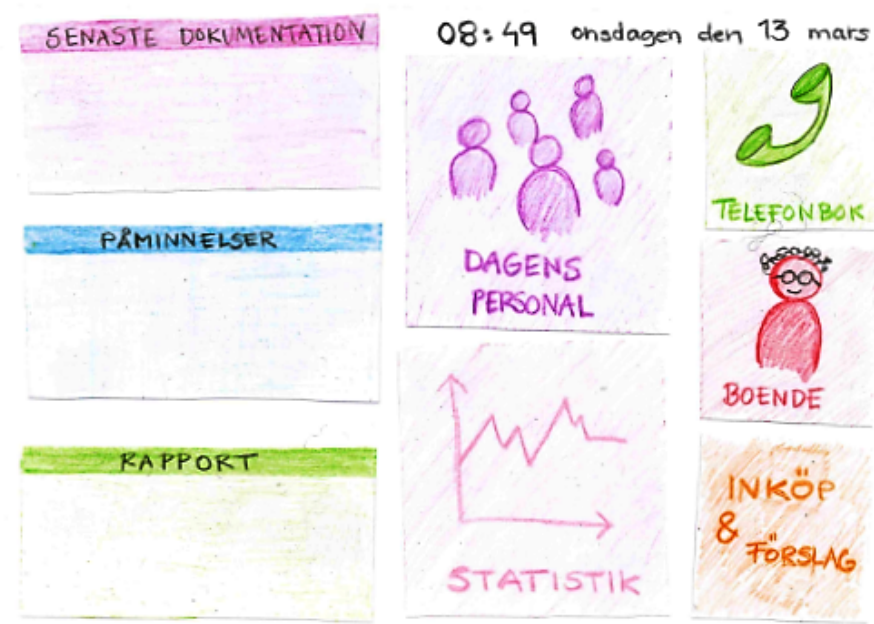 SENASTE DOKUMENTATION
08:49 onsdagen den 13 mars
PÅMINNELSER
RAPPORT
DAGENS
PERSONAL
STATISTIK
TELEFONBOK
BOENDE
INKÖP
&
FÖRSLAG